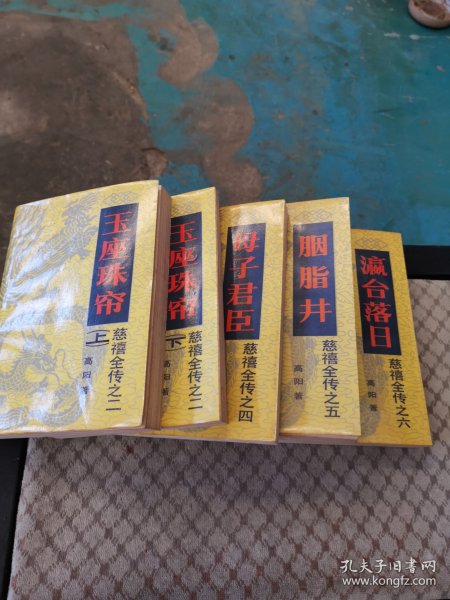 玉座珠帘
(上)
慈禧全传之二
高阳 著
玉座珠帘
(下)
慈禧全传之二
高阳 著
母子君臣
慈禧全传之四
胭脂井
慈禧全传之五
高阳 著
瀛台落日
慈禧全传之六
高阳 著
孔夫子旧书网
www.kongfz.com